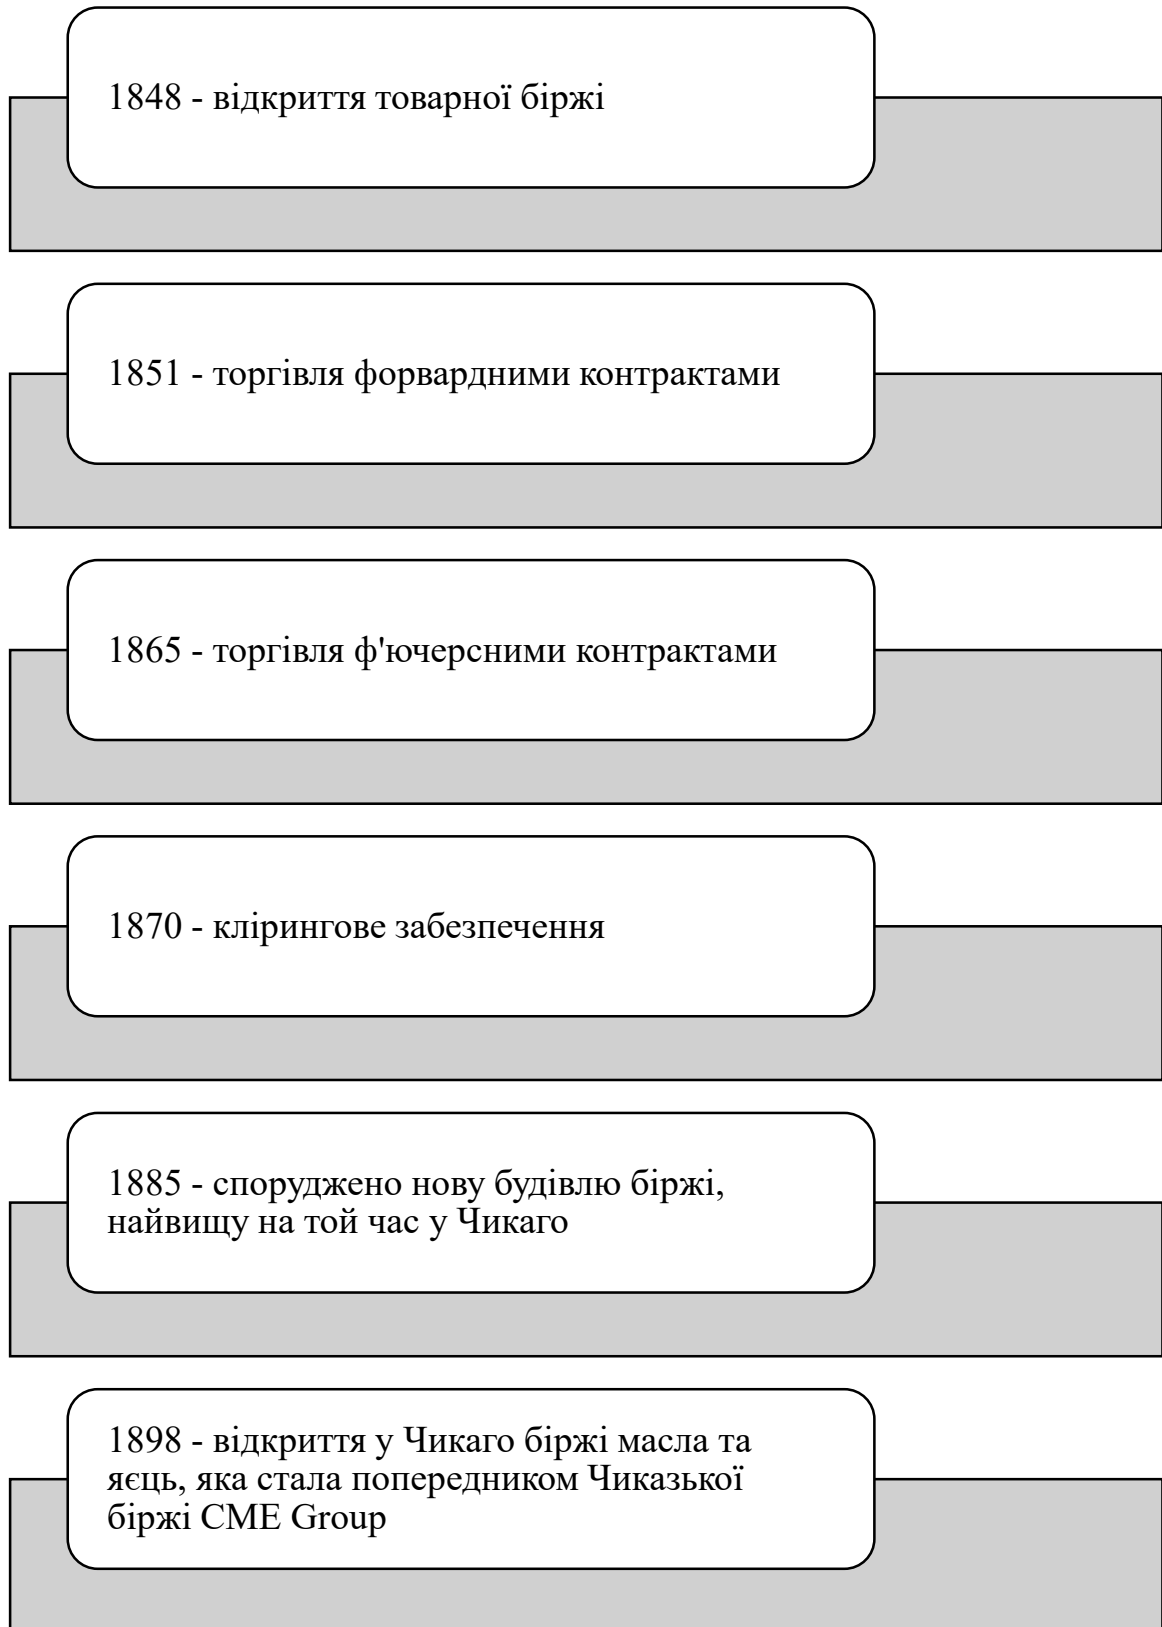 1848 - відкриття товарної біржі
1851 - торгівля форвардними контрактами
1865 - торгівля ф'ючерсними контрактами
1870 - клірингове забезпечення
1885 - споруджено нову будівлю біржі,
найвищу на той час у Чикаго
1898 - відкриття у Чикаго біржі масла та
яєць, яка стала попередником Чиказької
біржі CME Group